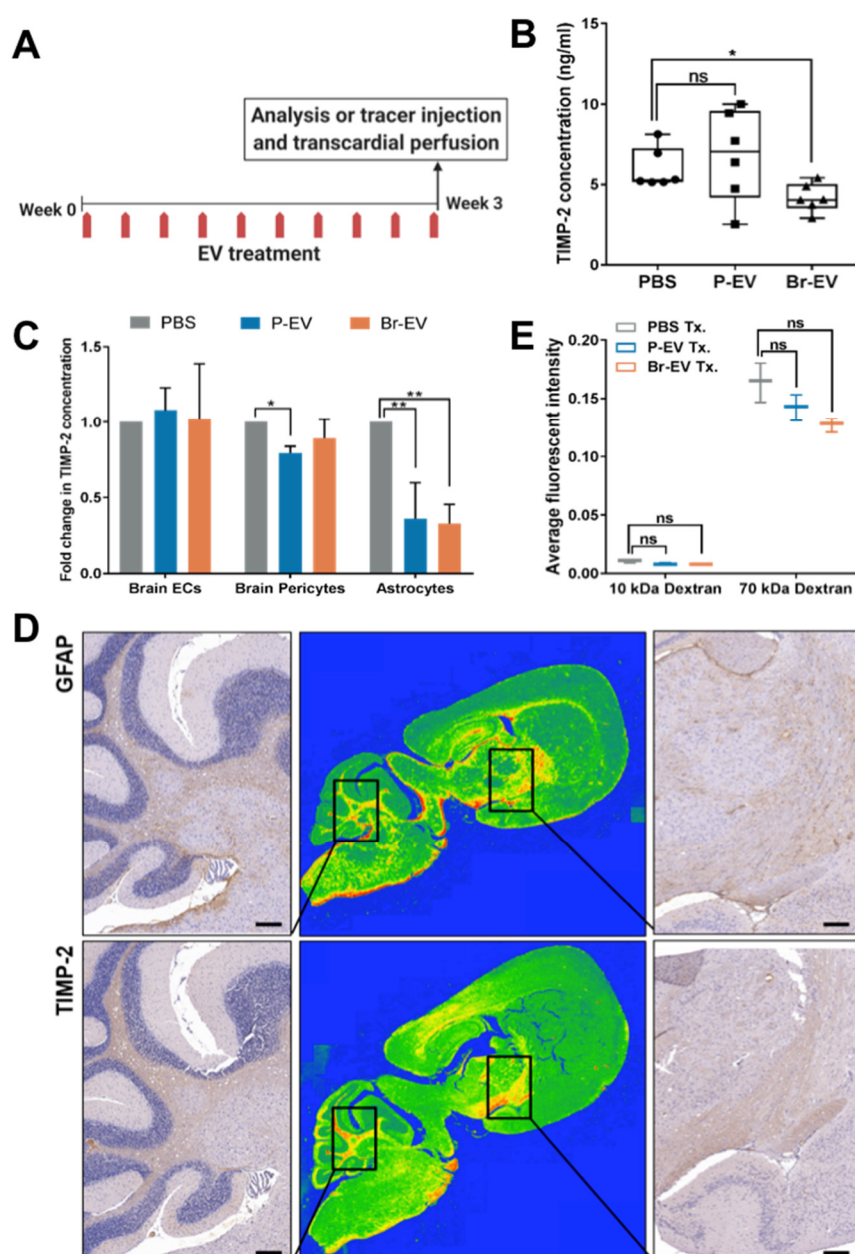 A
Analysis or tracer injection
and transcardial perfusion
Week 0
Week 3
EV treatment
B
TIMP-2 concentration (ng/ml)
15
10
5
0
ns
*
PBS
P-EV
Br-EV
C
PBS
P-EV
Br-EV
Fold change in TIMP-2 concentration
1.5
1.0
0.5
0.0
*
**
**
Brain ECs
Brain Pericytes
Astrocytes
E
PBS Tx.
P-EV Tx.
Br-EV Tx.
Average fluorescent intensity
0.20
0.15
0.10
0.05
0.00
ns
ns
ns
ns
10 kDa Dextran
70 kDa Dextran
D
GFAP
TIMP-2